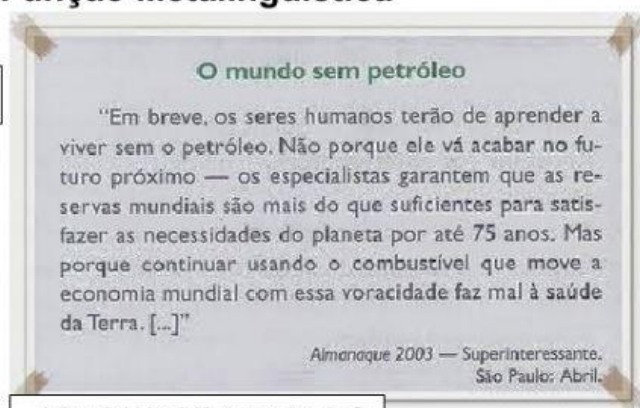 O mundo sem petróleo
"Em breve, os seres humanos terão de aprender a
viver sem o petróleo. Não porque ele vá acabar no fu-
turo próximo — os especialistas garantem que as re-
servas mundiais são mais do que suficientes para satis-
fazer as necessidades do planeta por até 75 anos. Mas
porque continuar usando o combustível que move a
economia mundial com essa voracidade faz mal à saúde
da Terra. [...]"
Almanaque 2003 — Superinteressante.
São Paulo: Abril.